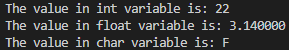 The value in int variable is: 22
The value in float variable is: 3.140000
The value in char variable is: F